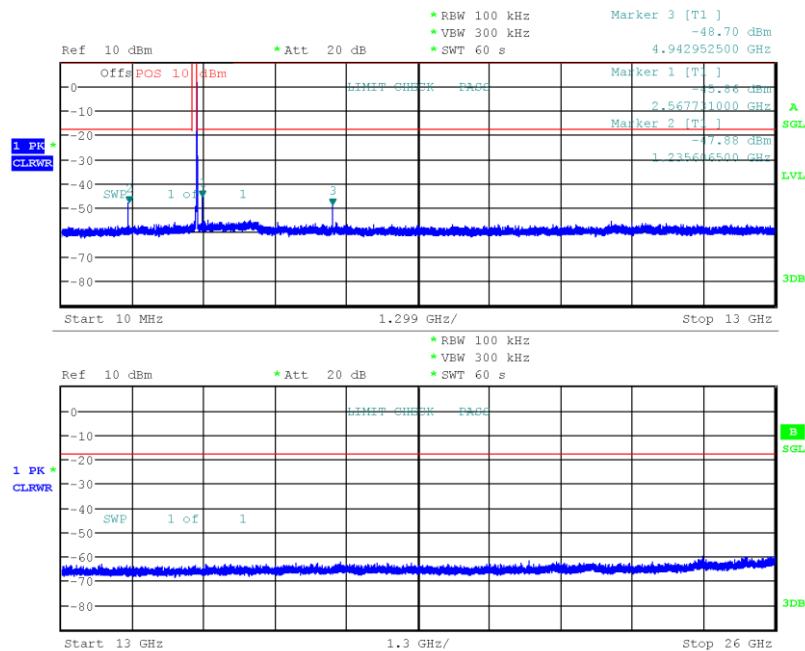 * RBW 100 kHz Marker 3 [T1 ]
* VBW 300 kHz -48.70 dBm
Ref 10 dBm * Att 20 dB * SWT 60 s 4.942952500 GHz
Offs POS 10 dBm Marker 1 [T1 ]
0 LIMIT CHECK PASS -45.86 dBm
2.567731000 GHz A
-10
Marker 2 [T1 ] SGL
-20 -47.88 dBm
1 PK * 1.235606500 GHz
CLRWR
-30
LVL
-40
SWP 1 of 1
2 1 3
-50
-60
-70
-80 3DB
Start 10 MHz 1.299 GHz/ Stop 13 GHz
* RBW 100 kHz
* VBW 300 kHz
Ref 10 dBm * Att 20 dB * SWT 60 s
0 LIMIT CHECK PASS
B
-10
SGL
-20
1 PK *
CLRWR
-30
-40
SWP 1 of 1
-50
-60
-70
-80 3DB
Start 13 GHz 1.3 GHz/ Stop 26 GHz